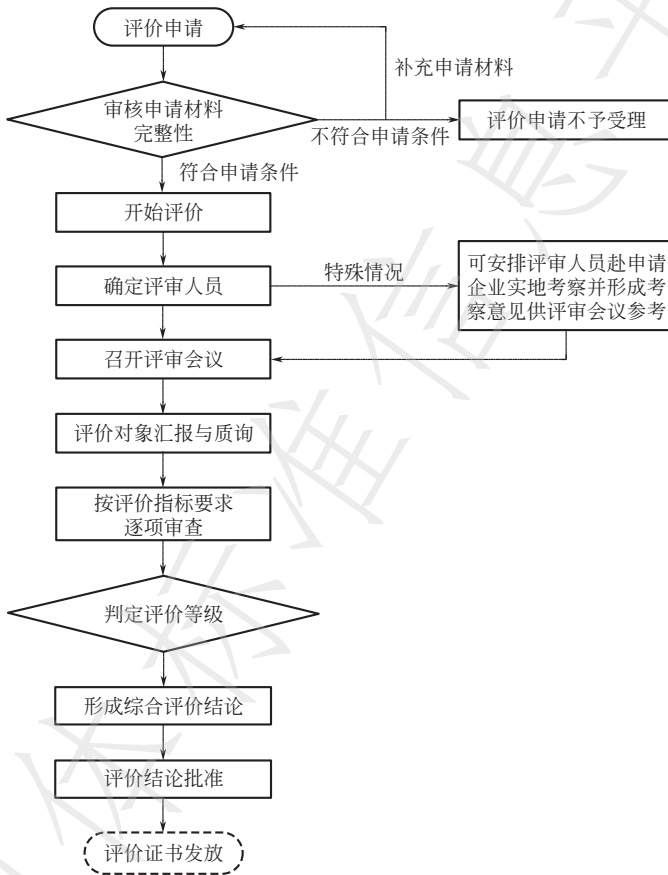 评价申请
补充申请材料
审核申请材料
完整性
不符合申请条件
评价申请不予受理
符合申请条件
开始评价
确定评审人员
特殊情况
可安排评审人员赴申请
企业实地考察并形成考
察意见供评审会议参考
召开评审会议
评价对象汇报与质询
按评价指标要求
逐项审查
判定评价等级
形成综合评价结论
评价结论批准
评价证书发放
体标准信息平